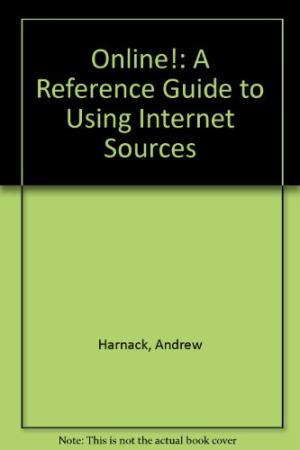 Online!: A
Reference Guide to
Using Internet
Sources
Harnack, Andrew
Note: This is not the actual book cover